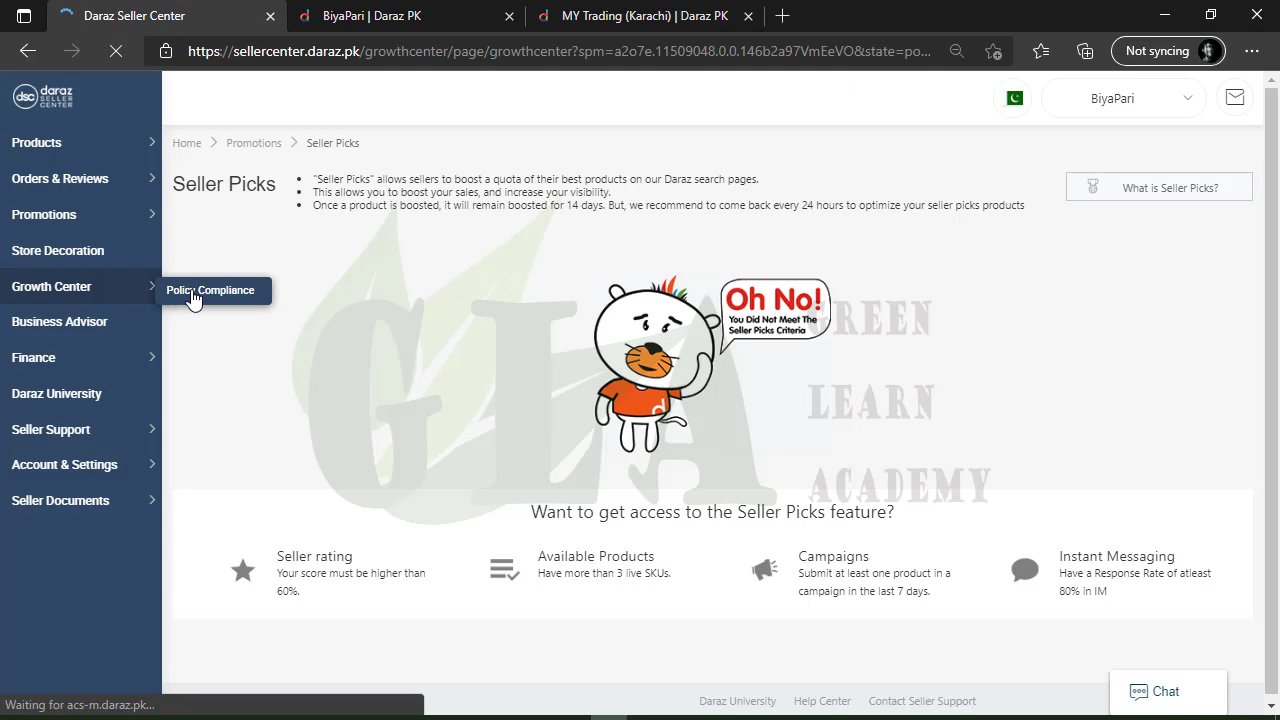 Daraz Seller Center
BiyaPari | Daraz PK
MY Trading (Karachi) | Daraz PK
https://sellercenter.daraz.pk/growthcenter/page/growthcenter?spm=a2o7e.11509048.0.0.146b2a97VmEeVO&state=po...
Not syncing
dsc daraz
SELLER
CENTER
BiyaPari
Products
Orders & Reviews
Promotions
Store Decoration
Growth Center
Policy Compliance
Business Advisor
Finance
Daraz University
Seller Support
Account & Settings
Seller Documents
Home > Promotions > Seller Picks
Seller Picks
• "Seller Picks" allows sellers to boost a quota of their best products on our Daraz search pages.
• This allows you to boost your sales, and increase your visibility.
• Once a product is boosted, it will remain boosted for 14 days. But, we recommend to come back every 24 hours to optimize your seller picks products
What is Seller Picks?
Oh No!
You Did Not Meet The
Seller Picks Criteria
GLA
GREEN
LEARN
ACADEMY
Want to get access to the Seller Picks feature?
Seller rating
Your score must be higher than
60%.
Available Products
Have more than 3 live SKUs.
Campaigns
Submit at least one product in a
campaign in the last 7 days.
Instant Messaging
Have a Response Rate of atleast
80% in IM
Chat
Daraz University
Help Center
Contact Seller Support
Waiting for acs-m.daraz.pk...